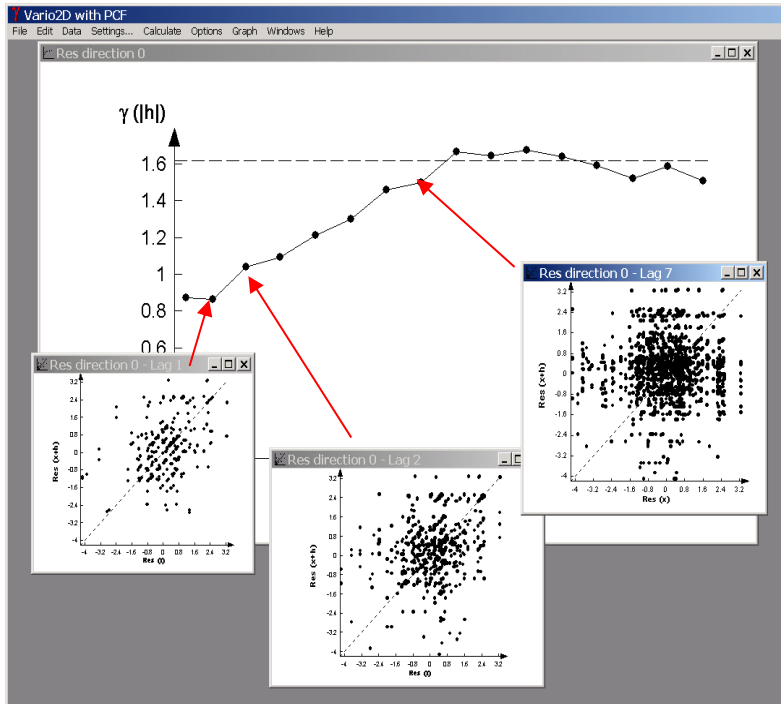 γ Vario2D with PCF
File Edit Data Settings... Calculate Options Graph Windows Help
Res direction 0
γ (|h|)
1.6
1.4
1.2
1
0.8
0.6
Res direction 0 - Lag 7
3.2
2.4
1.6
0.8
0
-0.8
-1.6
-2.4
-3.2
-4
Res (x+h)
-4 -3.2 -2.4 -1.6 -0.8 0 0.8 1.6 2.4 3.2
Res (x)
Res direction 0 - Lag 1
3.2
2.4
1.6
0.8
0
-0.8
-1.6
-2.4
-3.2
-4
Res (x+h)
-4 -3.2 -2.4 -1.6 -0.8 0 0.8 1.6 2.4 3.2
Res (f)
Res direction 0 - Lag 2
3.2
2.4
1.6
0.8
0
-0.8
-1.6
-2.4
-3.2
-4
Res (x+h)
-4 -3.2 -2.4 -1.6 -0.8 0 0.8 1.6 2.4 3.2
Res (f)